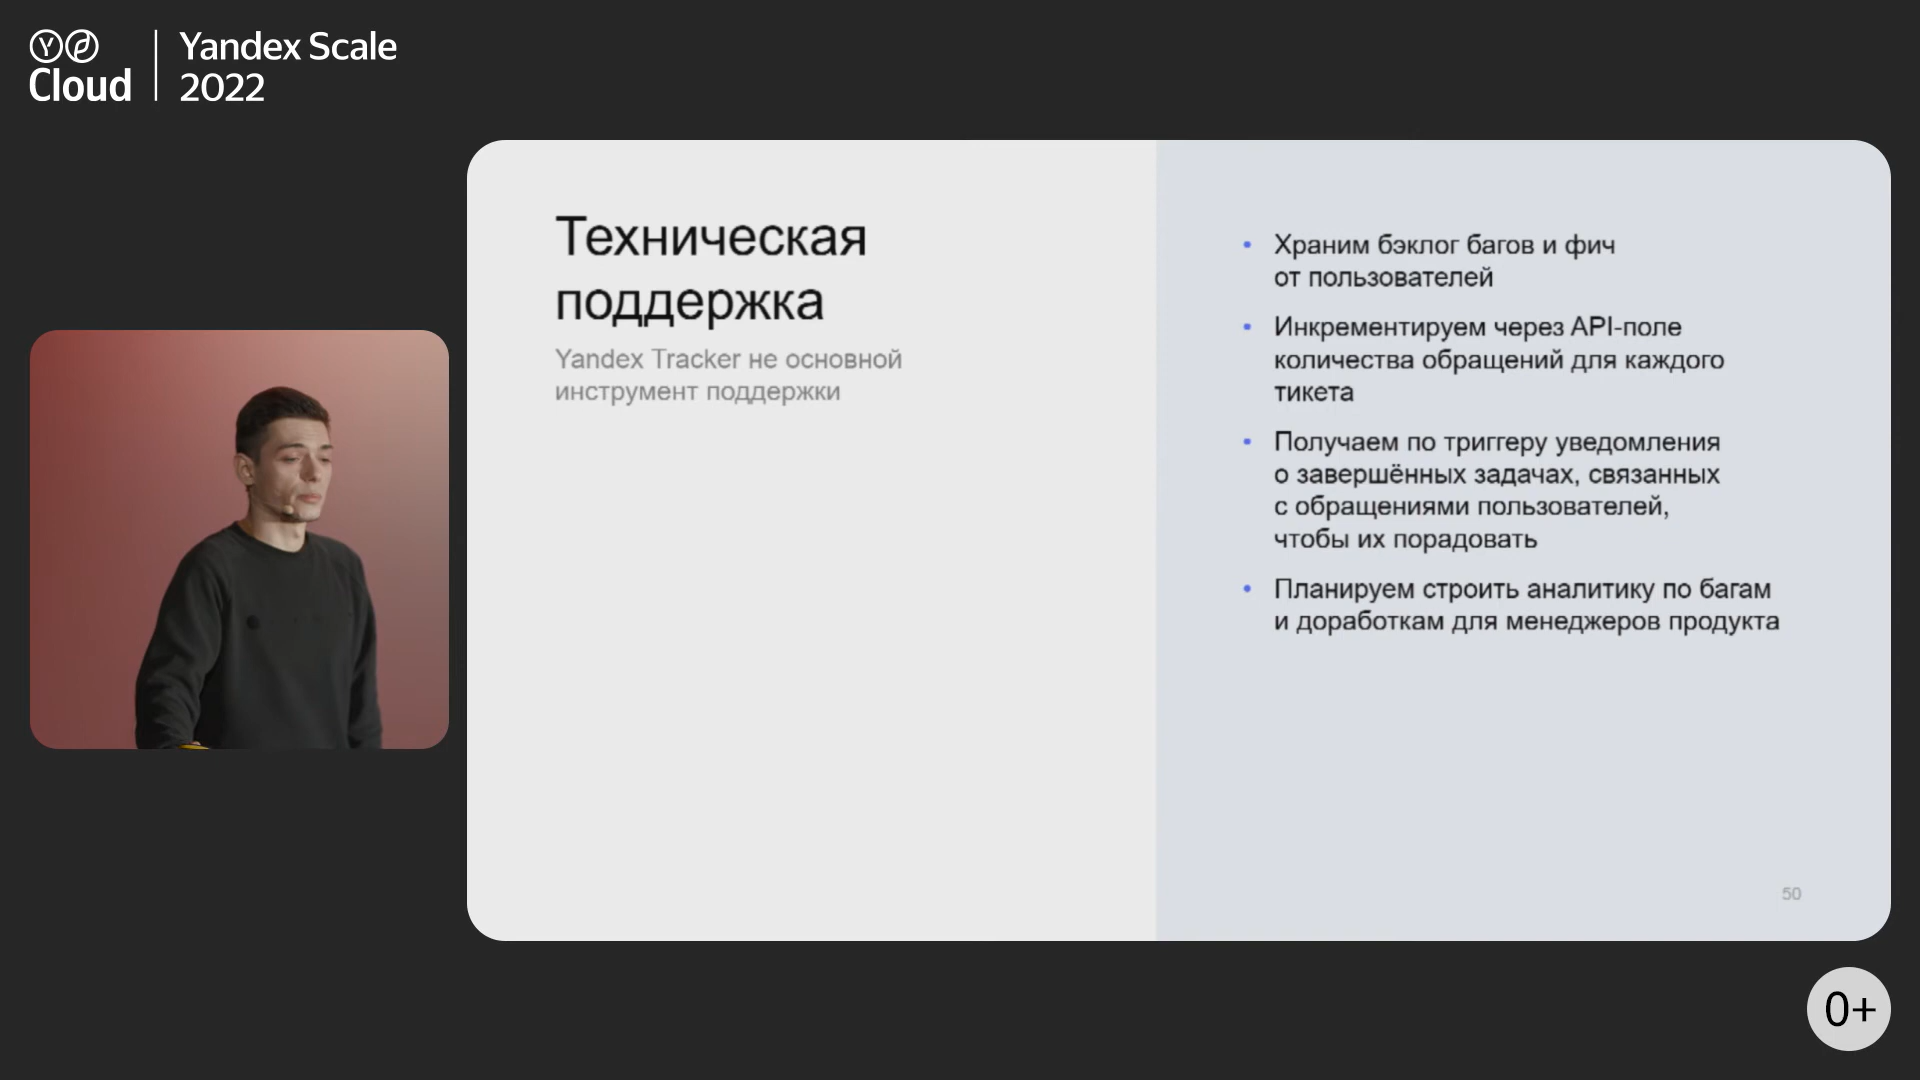 Cloud
Yandex Scale
2022
Техническая
поддержка
Yandex Tracker не основной
инструмент поддержки
• Храним бэклог багов и фич
от пользователей
• Инкрементируем через API-поле
количества обращений для каждого
тикета
• Получаем по триггеру уведомления
о завершённых задачах, связанных
с обращениями пользователей,
чтобы их порадовать
• Планируем строить аналитику по багам
и доработкам для менеджеров продукта
50
0+